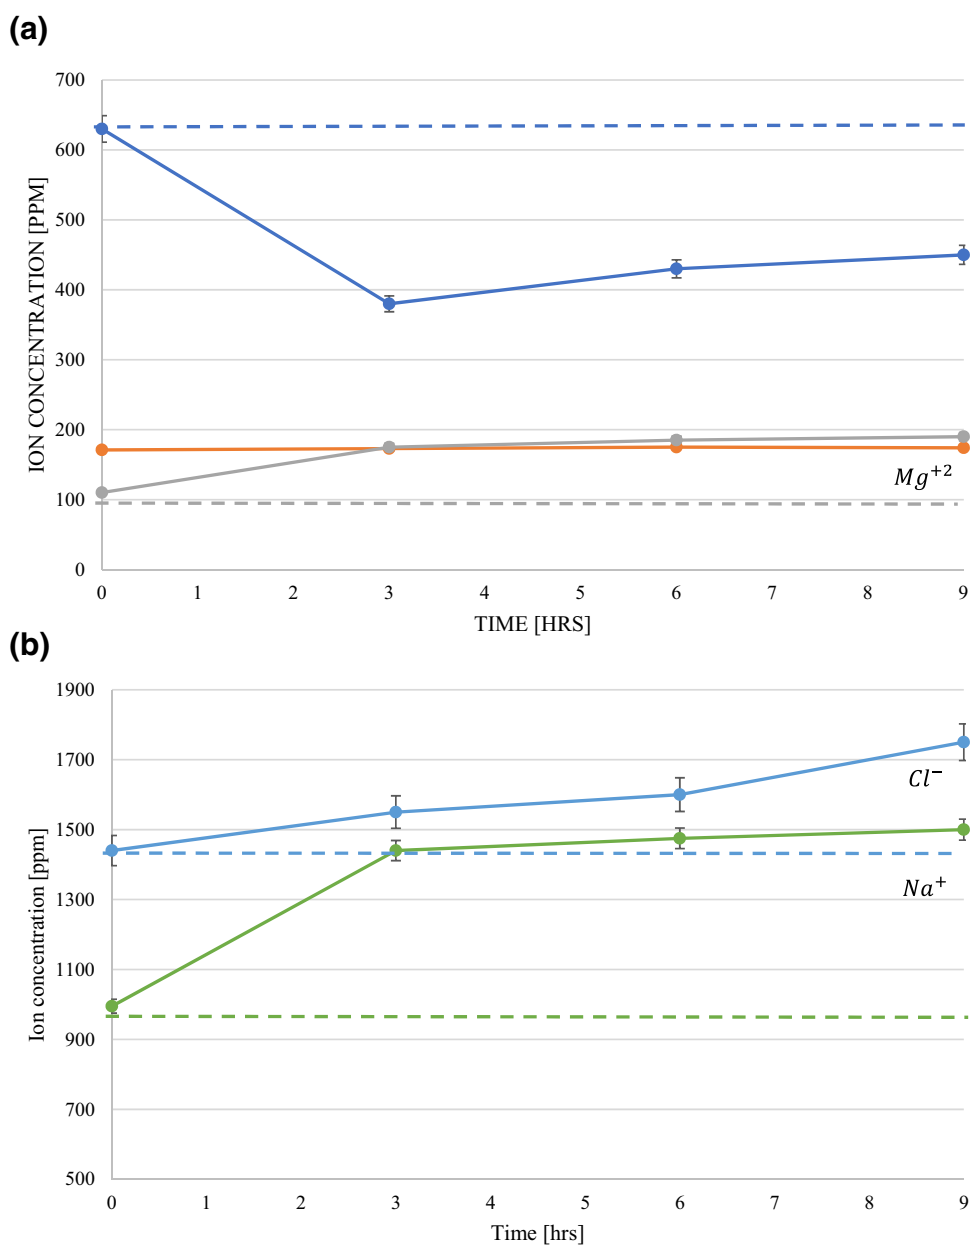 (a)
700
600
500
400
300
200
100
0
ION CONCENTRATION [PPM]
Mg⁺²
0 1 2 3 4 5 6 7 8 9
TIME [HRS]
(b)
1900
1700
1500
1300
1100
900
700
500
Ion concentration [ppm]
Cl⁻
Na⁺
0 1 2 3 4 5 6 7 8 9
Time [hrs]